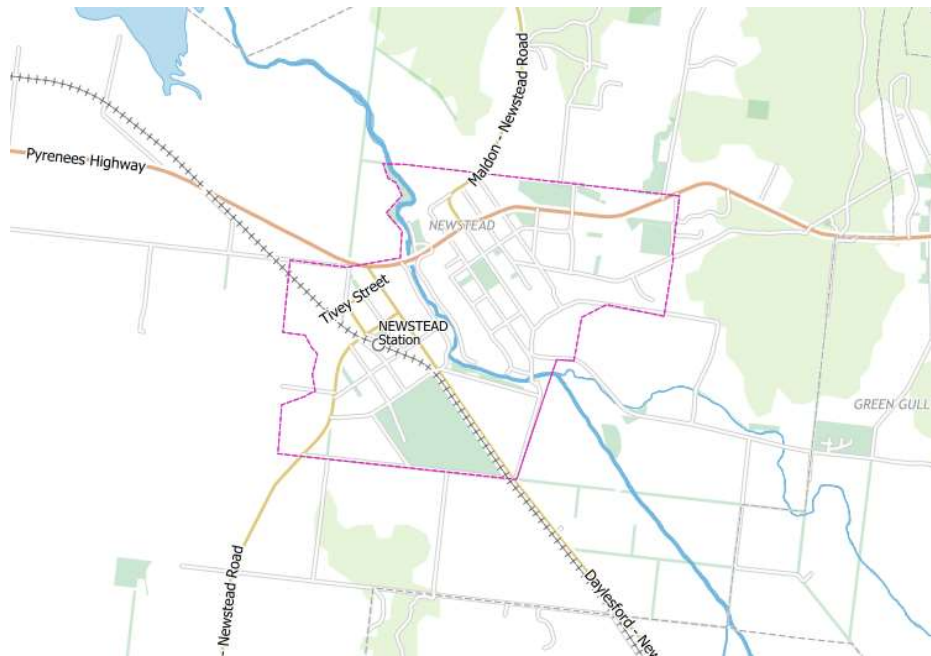 Maldon - Newstead Road
Pyrenees Highway
NEWSTEAD
Tivey Street
NEWSTEAD
Station
GREEN GULL
- Newstead Road
Daylesford - New